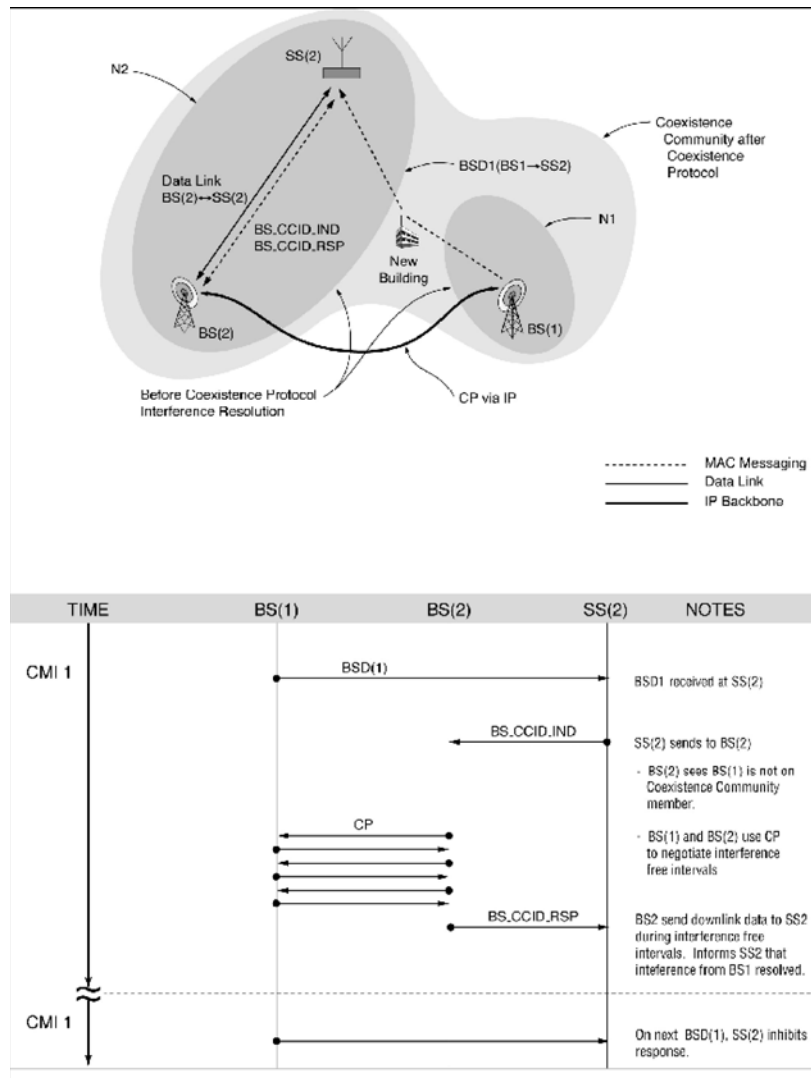 SS(2)
N2
Coexistence
Community after
Coexistence
Protocol
Data Link
BS(2)↔SS(2)
BSD1(BS1→SS2)
N1
BS_CCID_IND
BS_CCID_RSP
New
Building
BS(2)
BS(1)
Before Coexistence Protocol
Interference Resolution
CP via IP
MAC Messaging
Data Link
IP Backbone
TIME BS(1) BS(2) SS(2) NOTES
CMI 1
BSD(1)
BSD1 received at SS(2)
BS_CCID_IND
SS(2) sends to BS(2)
- BS(2) sees BS(1) is not on
Coexistence Community
member.
CP
- BS(1) and BS(2) use CP
to negotiate interference
free intervals
BS_CCID_RSP
BS2 send downlink data to SS2
during interference free
intervals. Informs SS2 that
inteference from BS1 resolved.
CMI 1
On next BSD(1), SS(2) inhibits
response.